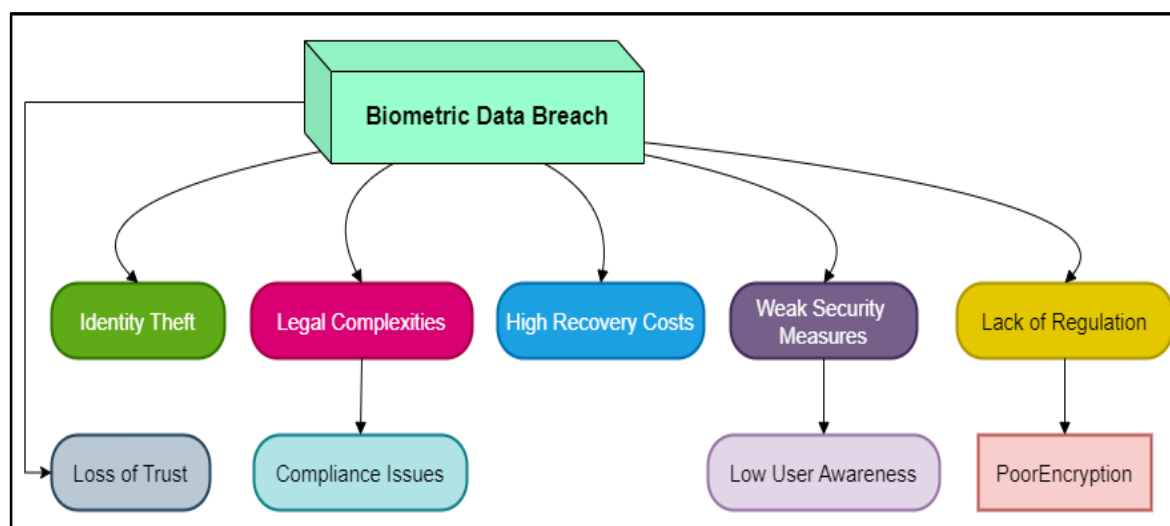 Biometric Data Breach
Identity Theft
Legal Complexities
High Recovery Costs
Weak Security
Measures
Lack of Regulation
Loss of Trust
Compliance Issues
Low User Awareness
PoorEncryption